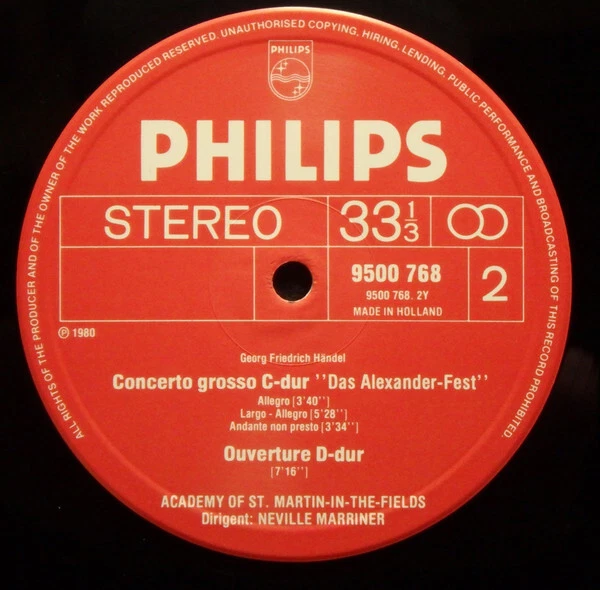 ALL RIGHTS OF THE PRODUCER AND OF THE OWNER OF THE WORK REPRODUCED RESERVED. UNAUTHORISED COPYING, HIRING, LENDING, PUBLIC PERFORMANCE AND BROADCASTING OF THIS RECORD PROHIBITED.
PHILIPS
PHILIPS
STEREO 33 1/3
9500 768
9500 768. 2Y
MADE IN HOLLAND
2
Ⓟ 1980
Georg Friedrich Händel
Concerto grosso C-dur ''Das Alexander-Fest''
Allegro [3'40'']
Largo - Allegro [5'28'']
Andante non presto [3'34'']
Ouverture D-dur
[7'16'']
ACADEMY OF ST. MARTIN-IN-THE-FIELDS
Dirigent: NEVILLE MARRINER